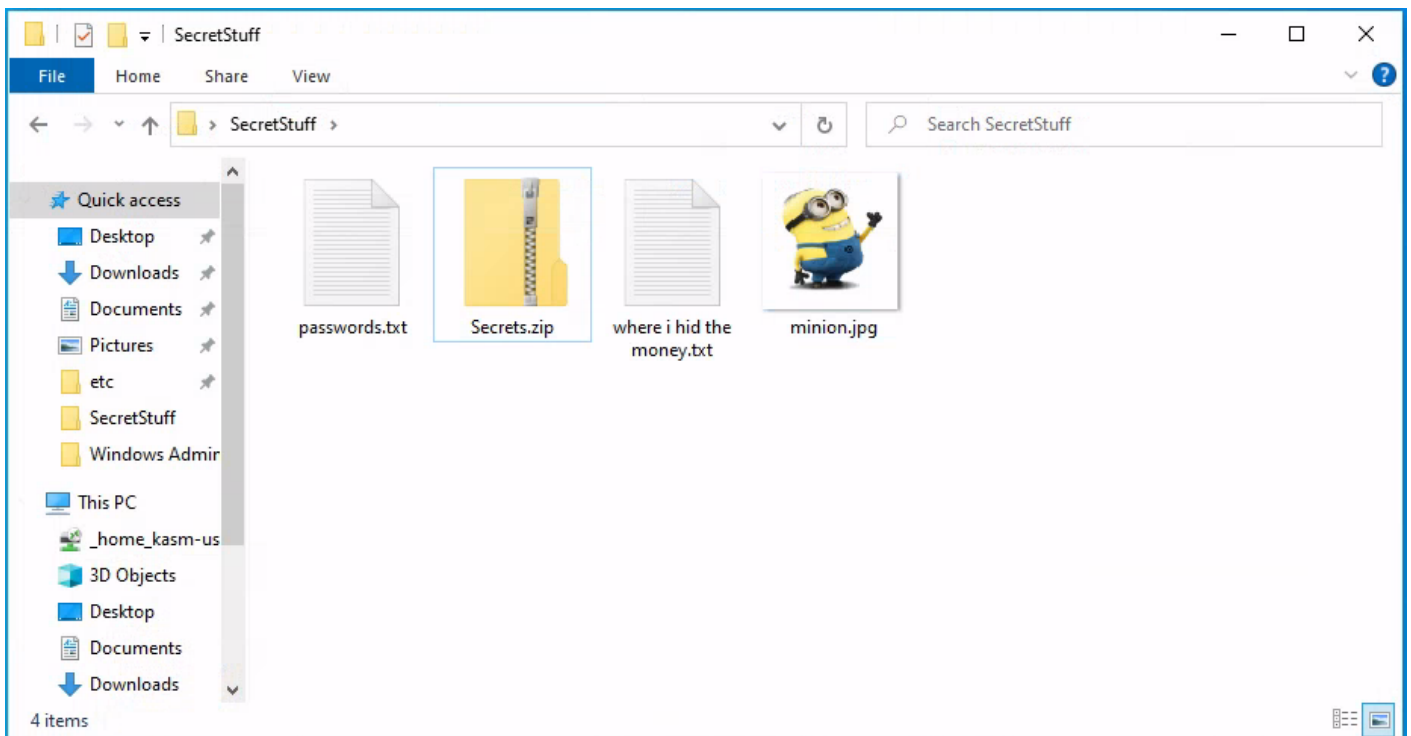 SecretStuff
File Home Share View
SecretStuff
Search SecretStuff
Quick access
Desktop
Downloads
Documents
Pictures
etc
SecretStuff
Windows Admin
This PC
_home_kasm-us
3D Objects
Desktop
Documents
Downloads
passwords.txt
Secrets.zip
where i hid the
money.txt
minion.jpg
4 items